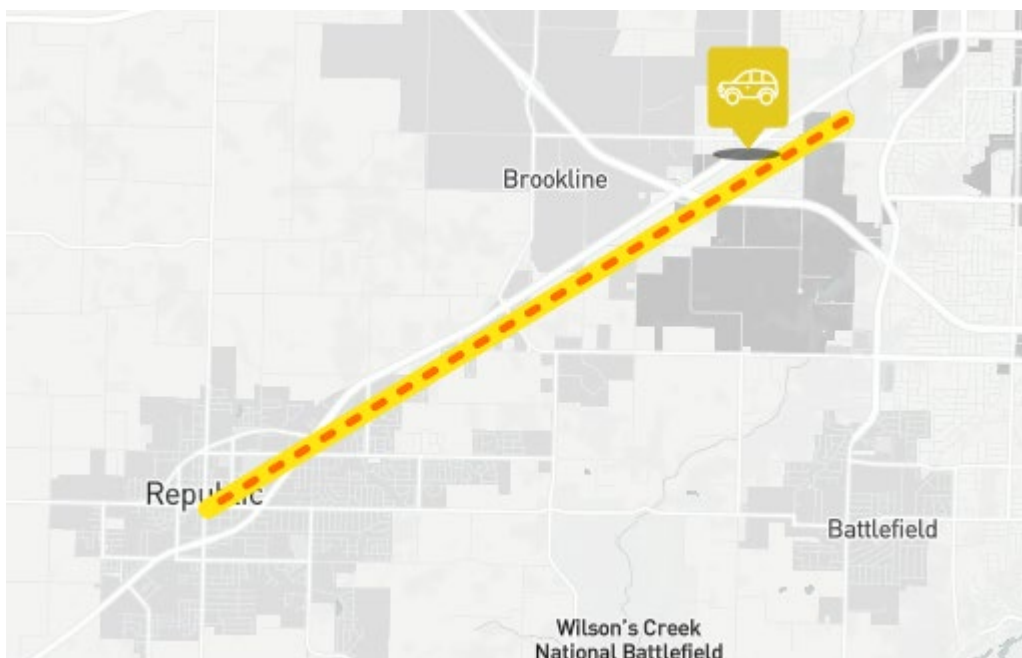 Brookline
Republic
Battlefield
Wilson's Creek
National Battlefield